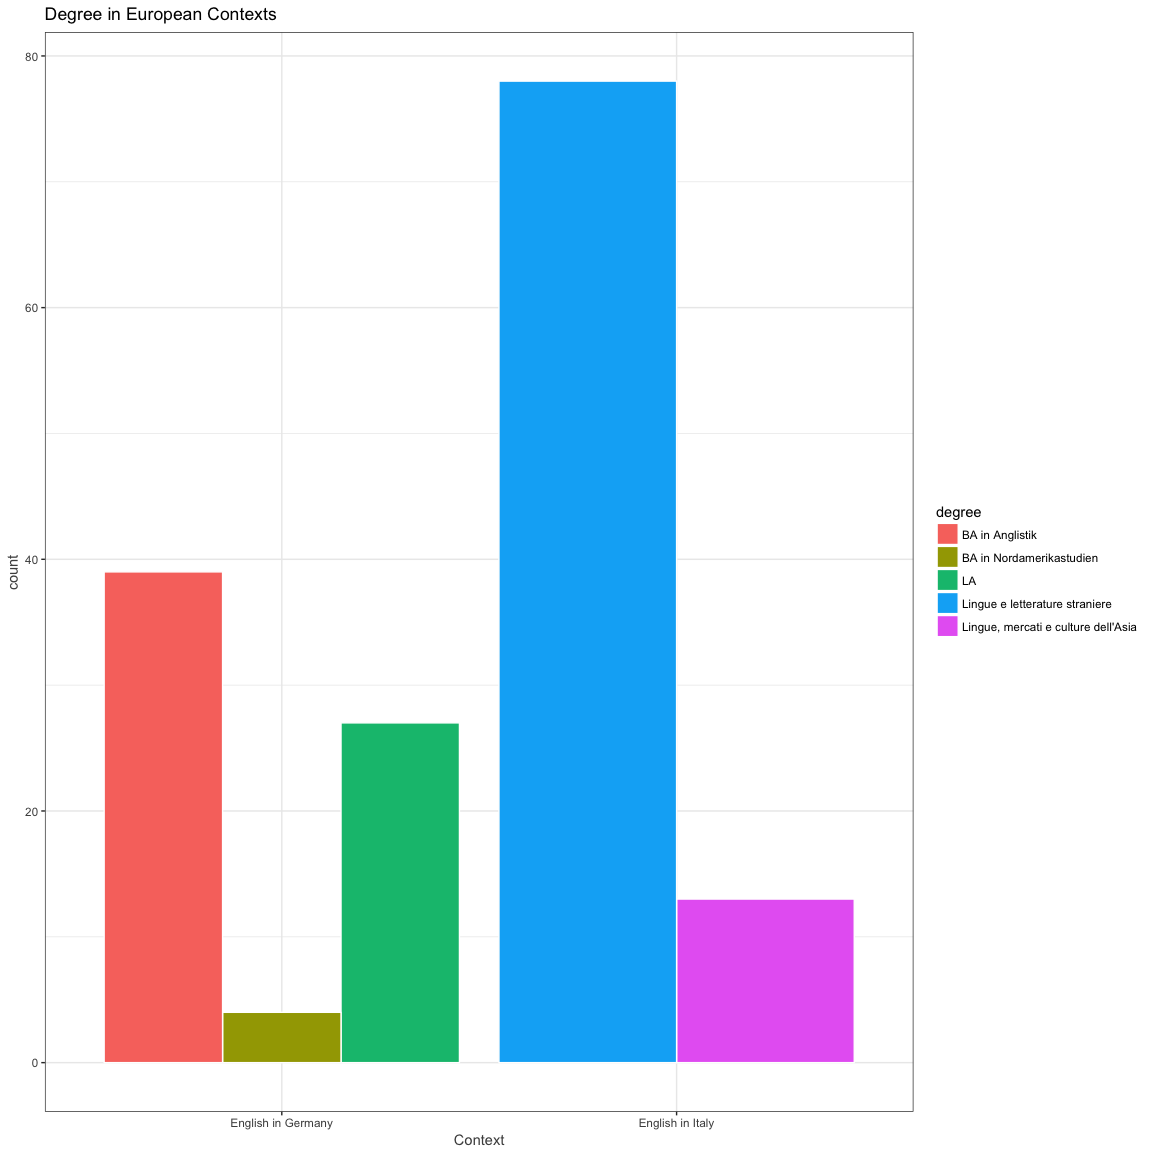 Degree in European Contexts
80
60
40
20
0
count
English in Germany
English in Italy
Context
degree
BA in Anglistik
BA in Nordamerikastudien
LA
Lingue e letterature straniere
Lingue, mercati e culture dell'Asia